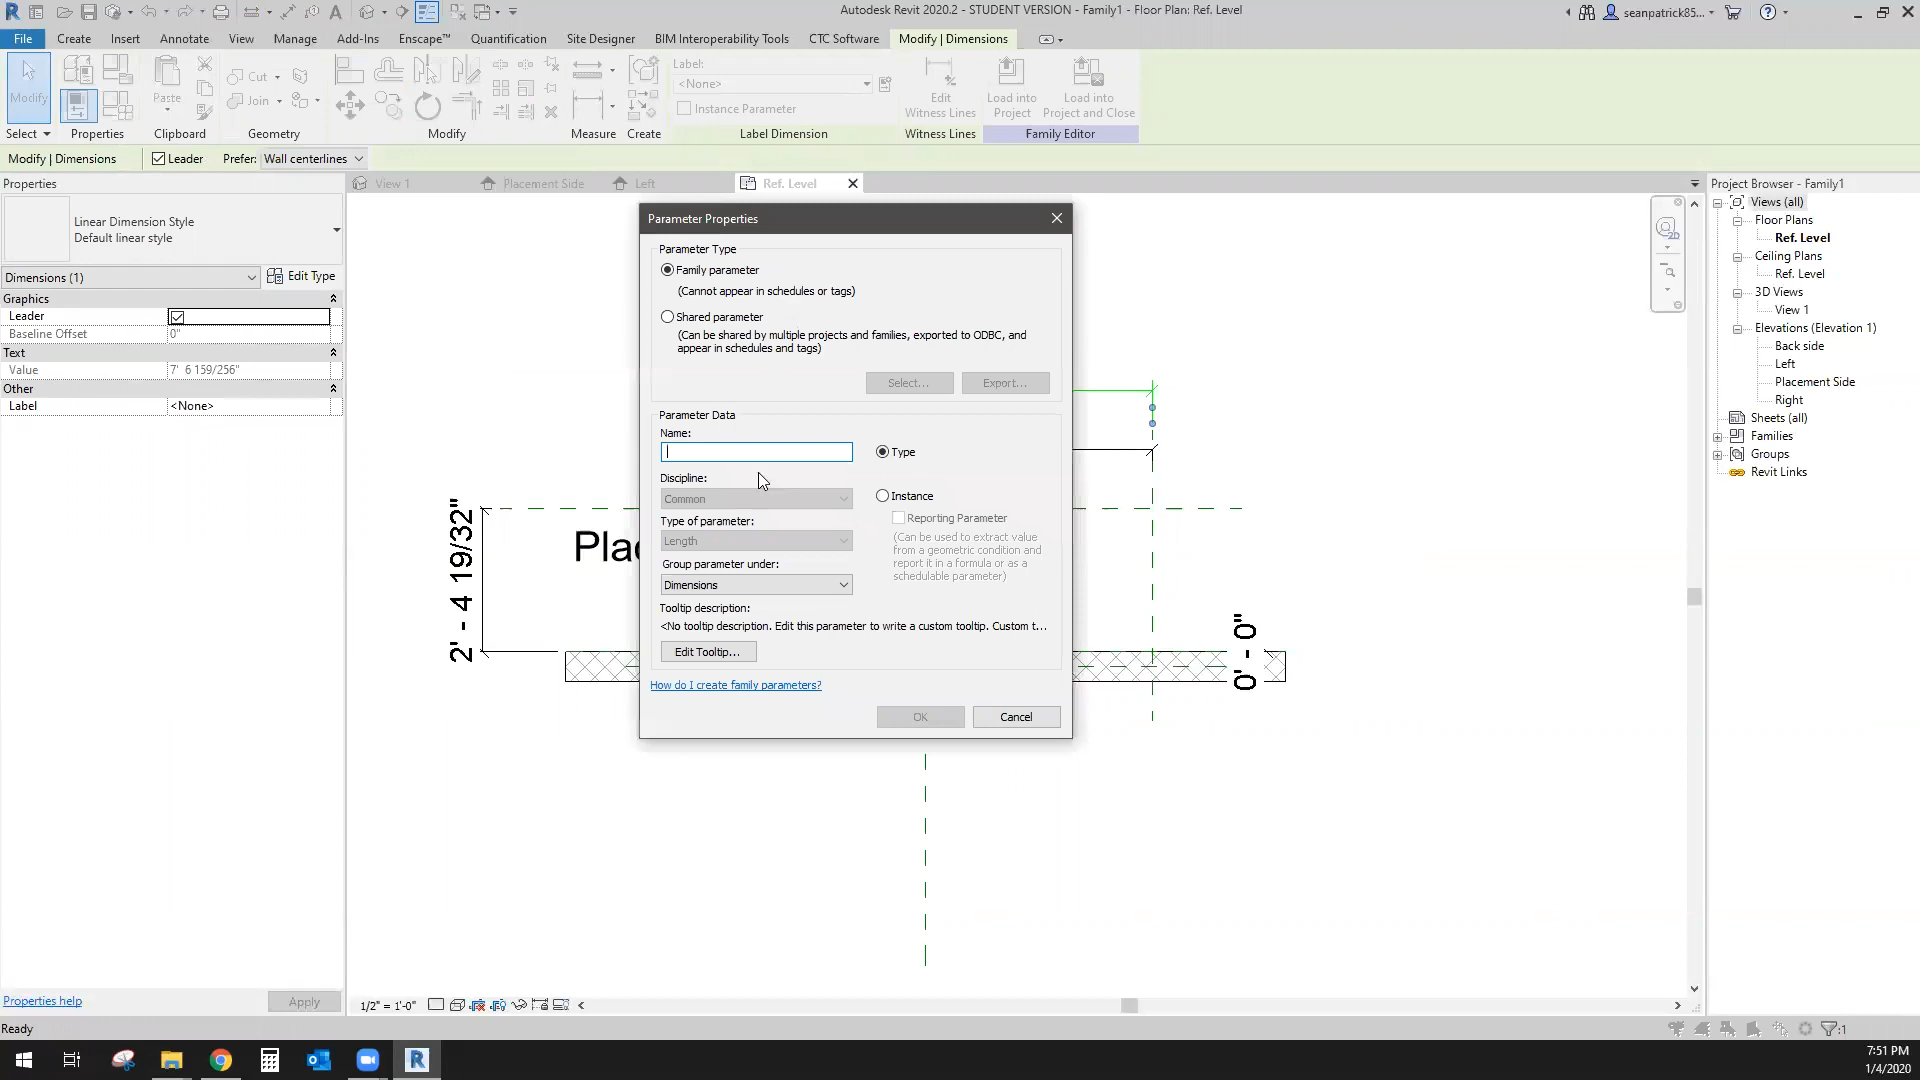 Autodesk Revit 2020.2 - STUDENT VERSION - Family1 - Floor Plan: Ref. Level
seanpatrick85...
File Create Insert Annotate View Manage Add-Ins Enscape™ Quantification Site Designer BIM Interoperability Tools CTC Software Modify | Dimensions
Modify
Paste
Cut
Join
Label:
<None>
Instance Parameter
Edit Witness Lines
Load into Project
Load into Project and Close
Select Properties Clipboard Geometry Modify Measure Create Label Dimension Witness Lines Family Editor
Modify | Dimensions Leader Prefer: Wall centerlines
Properties
Linear Dimension Style
Default linear style
Dimensions (1) Edit Type
Graphics
Leader
Baseline Offset 0"
Text
Value 7' 6 159/256"
Other
Label <None>
Properties help Apply
View 1 Placement Side Left Ref. Level
2' - 4 19/32"
Plac
0' - 0"
Parameter Properties
Parameter Type
Family parameter
(Cannot appear in schedules or tags)
Shared parameter
(Can be shared by multiple projects and families, exported to ODBC, and
appear in schedules and tags)
Select... Export...
Parameter Data
Name:
Type
Discipline:
Common
Instance
Reporting Parameter
Type of parameter:
Length
(Can be used to extract value
from a geometric condition and
report it in a formula or as a
schedulable parameter)
Group parameter under:
Dimensions
Tooltip description:
<No tooltip description. Edit this parameter to write a custom tooltip. Custom t...
Edit Tooltip...
How do I create family parameters?
OK Cancel
2D
Project Browser - Family1
Views (all)
Floor Plans
Ref. Level
Ceiling Plans
Ref. Level
3D Views
View 1
Elevations (Elevation 1)
Back side
Left
Placement Side
Right
Sheets (all)
Families
Groups
Revit Links
1/2" = 1'-0"
Ready
:1
7:51 PM
1/4/2020